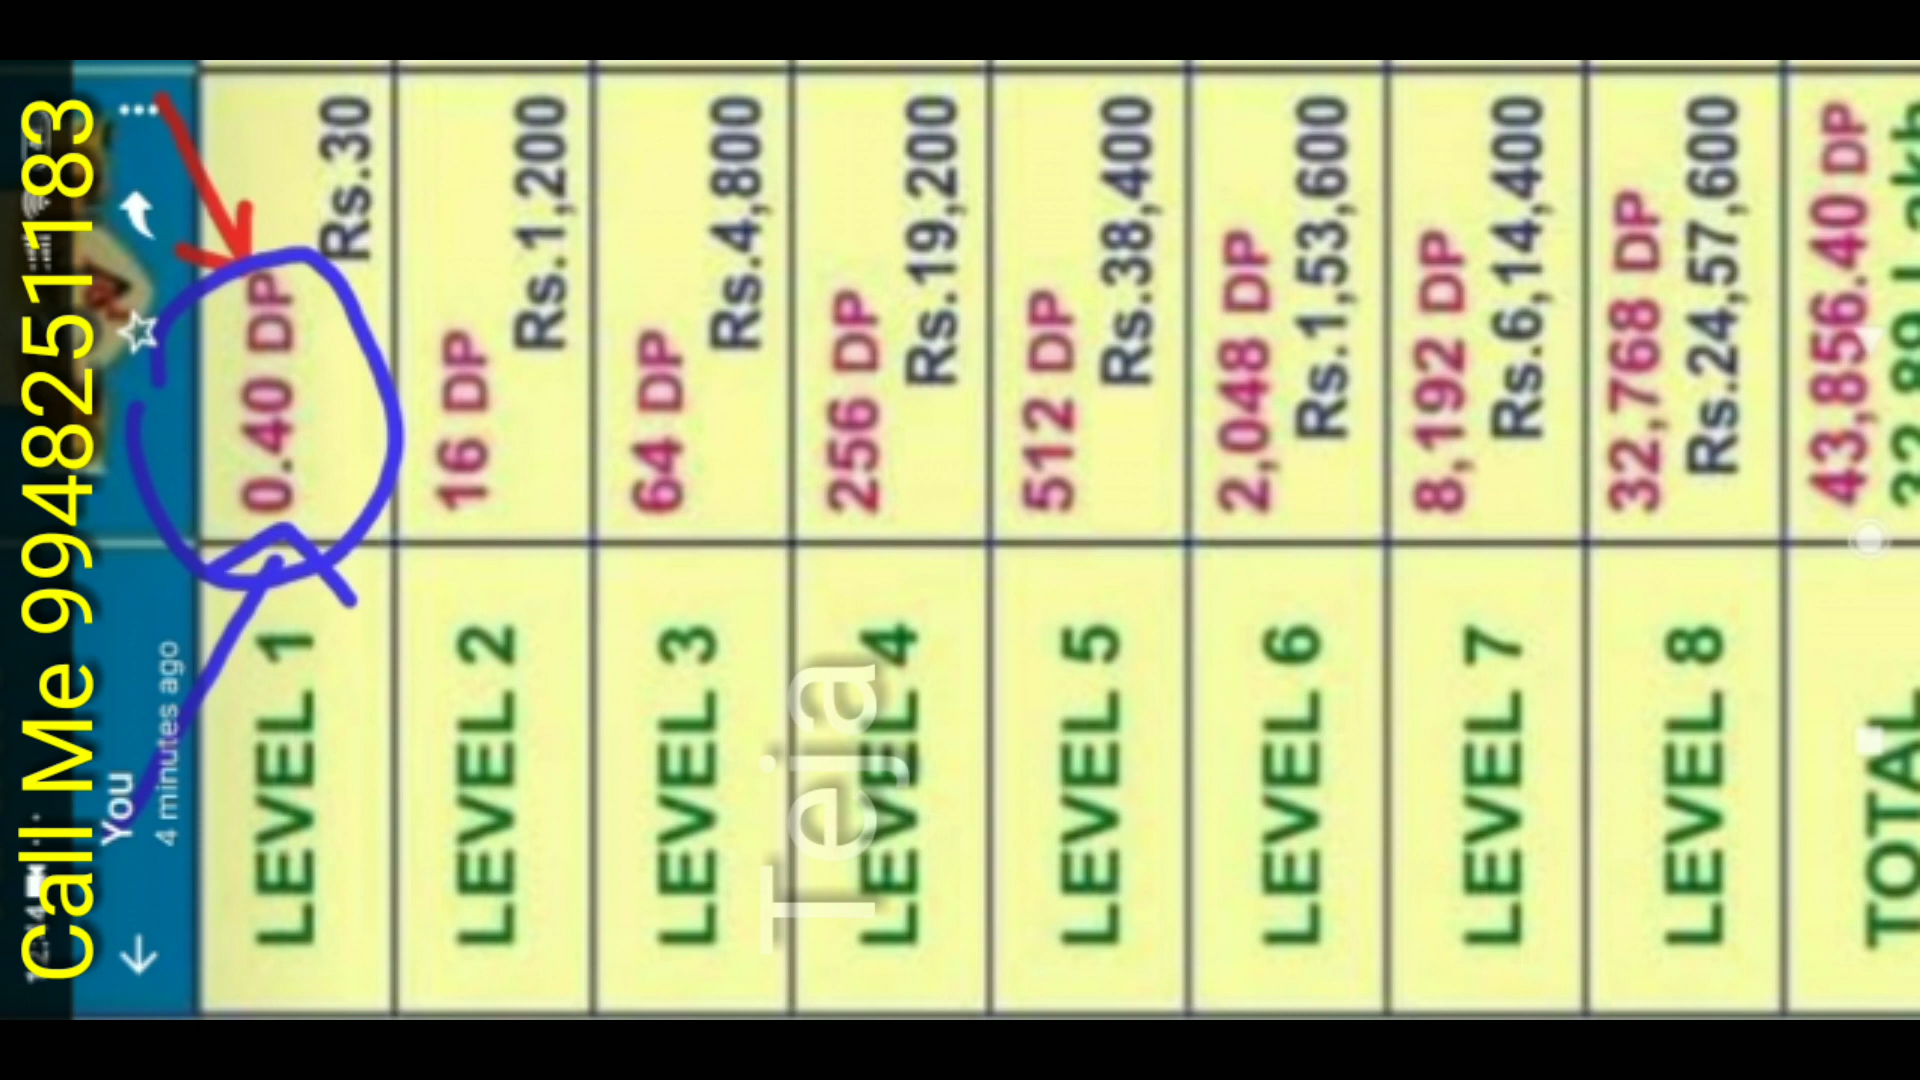 Call Me 9948251183
You
4 minutes ago
LEVEL 1
0.40 DP
Rs.30
LEVEL 2
16 DP
Rs.1,200
LEVEL 3
64 DP
Rs.4,800
LEVEL 4
256 DP
Rs.19,200
LEVEL 5
512 DP
Rs.38,400
LEVEL 6
2,048 DP
Rs.1,53,600
LEVEL 7
8,192 DP
Rs.6,14,400
LEVEL 8
32,768 DP
Rs.24,57,600
TOTAL
43,856.40 DP
32.89 Lakh
Teja